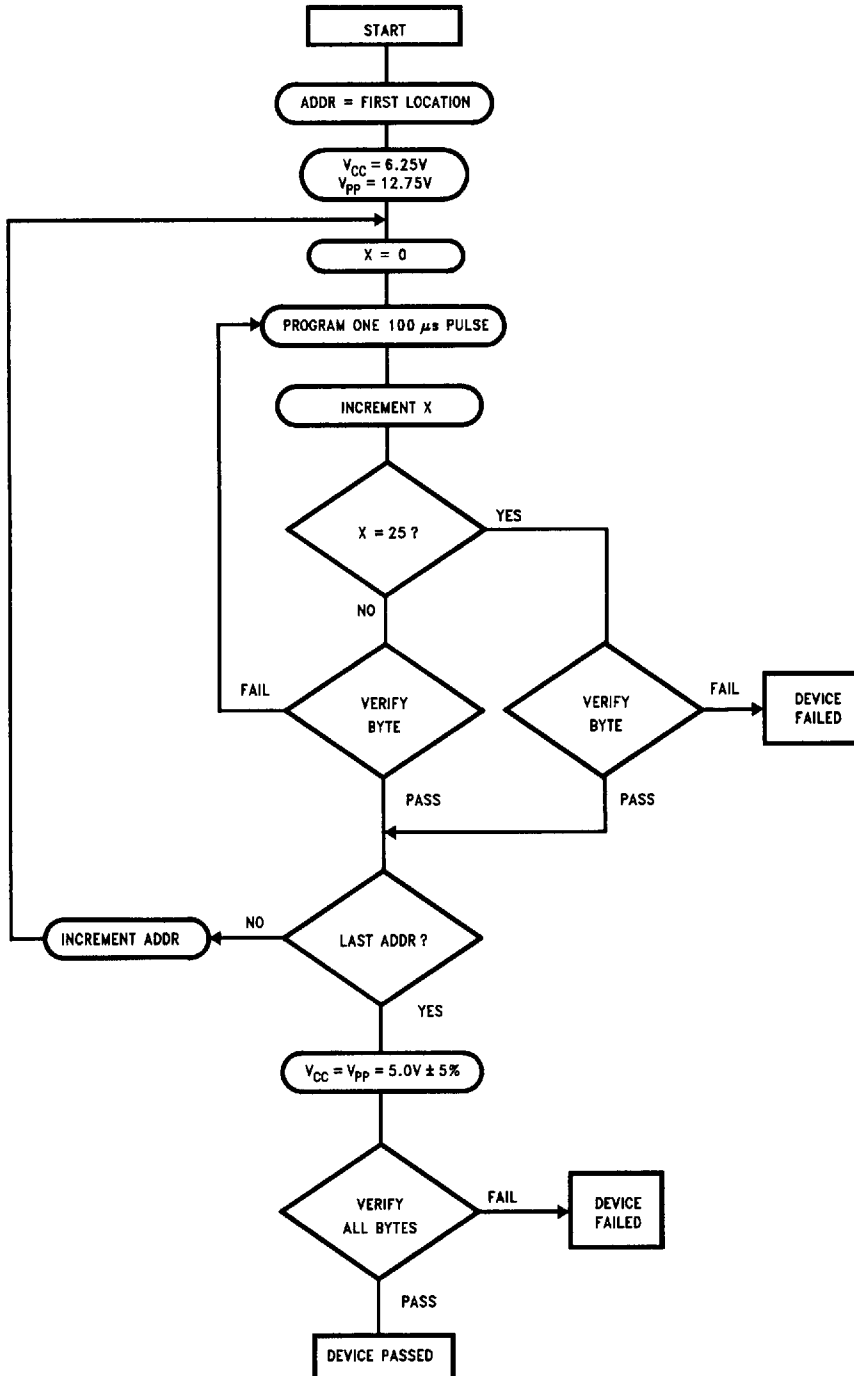 START
ADDR = FIRST LOCATION
V_CC = 6.25V
V_PP = 12.75V
X = 0
PROGRAM ONE 100 µs PULSE
INCREMENT X
X = 25?
YES
NO
FAIL
VERIFY
BYTE
VERIFY
BYTE
FAIL
DEVICE
FAILED
PASS
PASS
INCREMENT ADDR
NO
LAST ADDR?
YES
V_CC = V_PP = 5.0V ± 5%
VERIFY
ALL BYTES
FAIL
DEVICE
FAILED
PASS
DEVICE PASSED